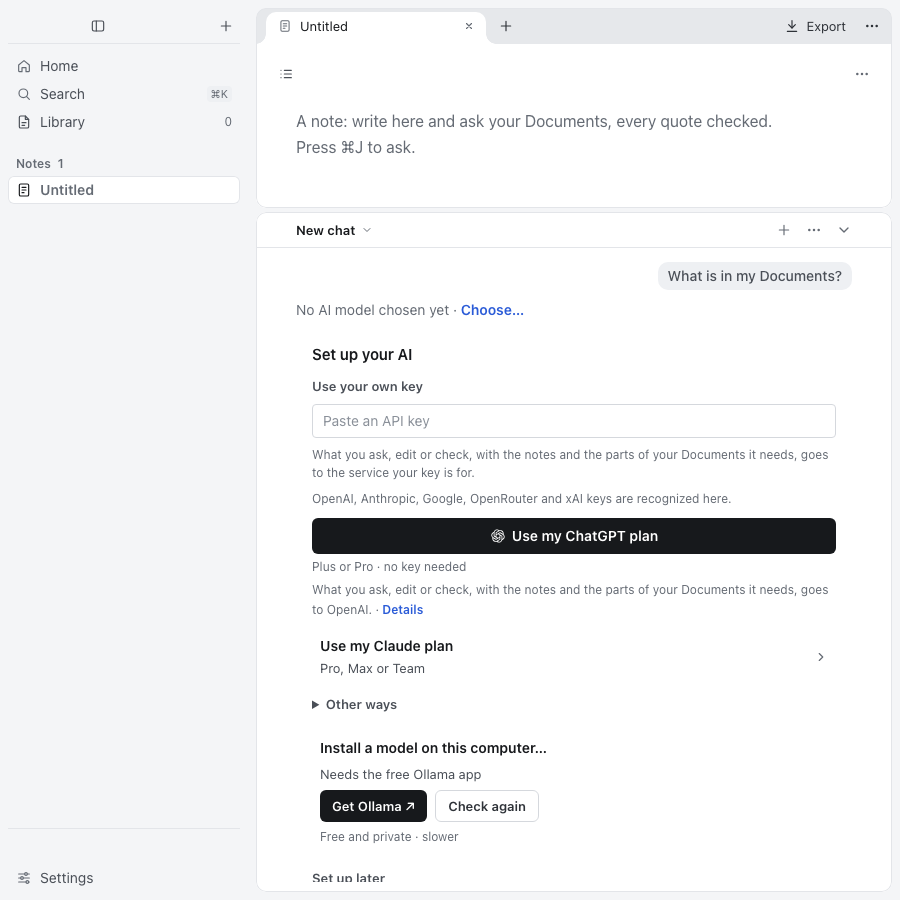 Untitled
Export
Home
Search ⌘K
Library 0
Notes 1
Untitled
A note: write here and ask your Documents, every quote checked.
Press ⌘J to ask.
New chat
What is in my Documents?
No AI model chosen yet · Choose...
Set up your AI
Use your own key
Paste an API key
What you ask, edit or check, with the notes and the parts of your Documents it needs, goes
to the service your key is for.
OpenAI, Anthropic, Google, OpenRouter and xAI keys are recognized here.
Use my ChatGPT plan
Plus or Pro · no key needed
What you ask, edit or check, with the notes and the parts of your Documents it needs, goes
to OpenAI. · Details
Use my Claude plan
Pro, Max or Team
Other ways
Install a model on this computer...
Needs the free Ollama app
Get Ollama ↗ Check again
Free and private · slower
Set up later
Settings